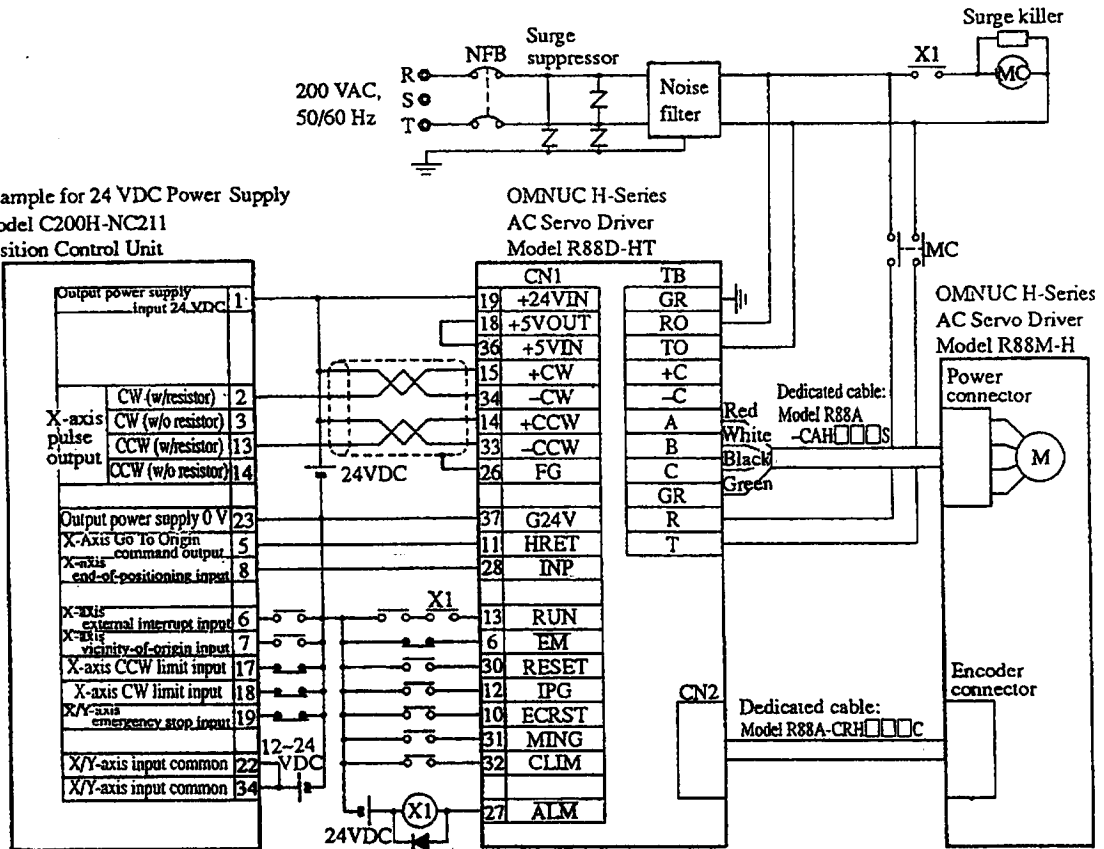 Surge killer
NFB
Surge
suppressor
X1
MC
R
S
T
200 VAC,
50/60 Hz
Noise
filter
ample for 24 VDC Power Supply
odel C200H-NC211
sition Control Unit
OMNUC H-Series
AC Servo Driver
Model R88D-HT
MC
OMNUC H-Series
AC Servo Driver
Model R88M-H
Output power supply
input 24 VDC 1
X-axis
pulse
output
CW (w/resistor) 2
CW (w/o resistor) 3
CCW (w/resistor) 13
CCW (w/o resistor) 14
Output power supply 0 V 23
X-Axis Go To Origin
command output 5
X-axis
end-of-positioning input 8
X-axis
external interrupt input 6
X-axis
vicinity-of-origin input 7
X-axis CCW limit input 17
X-axis CW limit input 18
X/Y-axis
emergency stop input 19
X/Y-axis input common 22
X/Y-axis input common 34
24VDC
12~24
VDC
X1
24VDC
X1
CN1
19 +24VIN
18 +5VOUT
36 +5VIN
15 +CW
34 –CW
14 +CCW
33 –CCW
26 FG
37 G24V
11 HRET
28 INP
13 RUN
6 EM
30 RESET
12 IPG
10 ECRST
31 MING
32 CLIM
27 ALM
TB
GR
RO
TO
+C
–C
A
B
C
GR
R
T
CN2
Red
White
Black
Green
Dedicated cable:
Model R88A
–CAH□□□S
Power
connector
M
Dedicated cable:
Model R88A-CRH□□□C
Encoder
connector